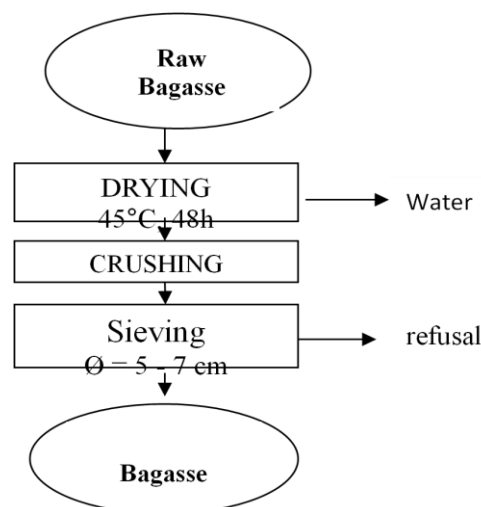 Raw
Bagasse
DRYING
45°C, 48h
Water
CRUSHING
Sieving
Ø = 5 - 7 cm
refusal
Bagasse